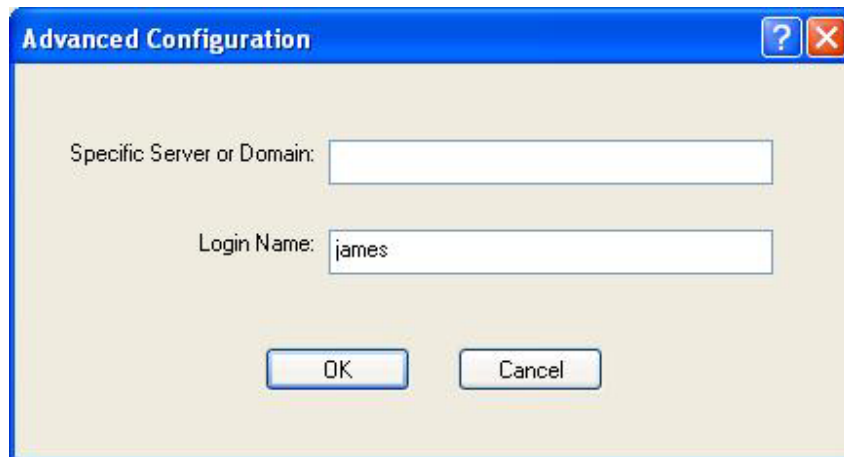 Advanced Configuration ?
Specific Server or Domain:
Login Name: james
OK Cancel